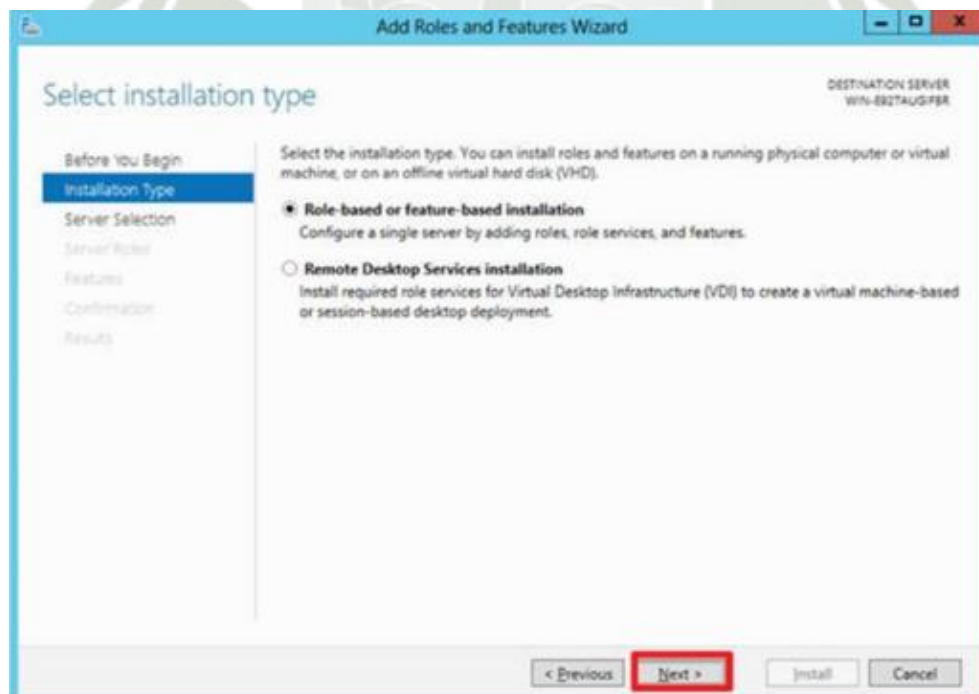 Add Roles and Features Wizard
Select installation type
DESTINATION SERVER
Before You Begin
Installation Type
Server Selection
Server Roles
Features
Confirmation
Results
Select the installation type. You can install roles and features on a running physical computer or virtual
machine, or on an offline virtual hard disk (VHD).
Role-based or feature-based installation
Configure a single server by adding roles, role services, and features.
Remote Desktop Services installation
Install required role services for Virtual Desktop Infrastructure (VDI) to create a virtual machine-based
or session-based desktop deployment.
< Previous
Next >
Install
Cancel